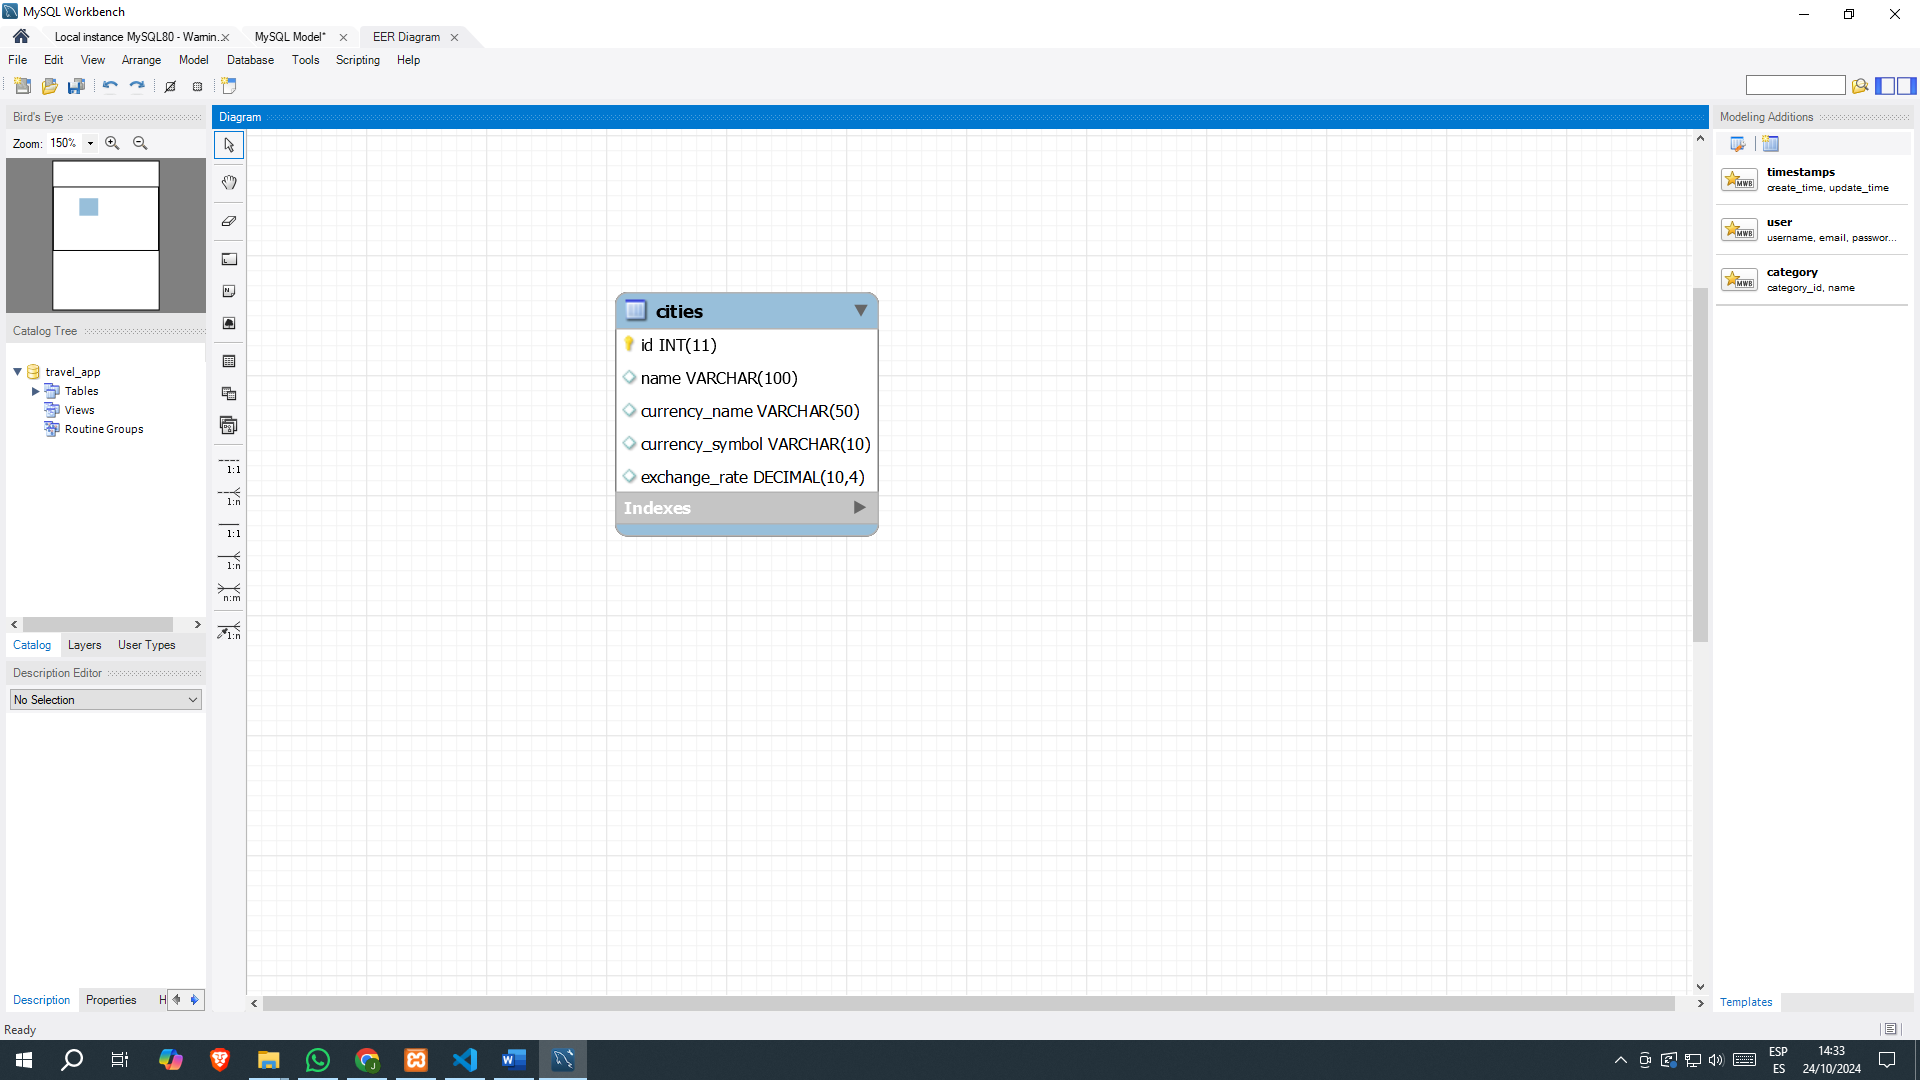 MySQL Workbench
Local instance MySQL80 - Warnin...
MySQL Model*
EER Diagram
File Edit View Arrange Model Database Tools Scripting Help
Bird's Eye
Zoom: 150%
Diagram
Modeling Additions
timestamps
create_time, update_time
user
username, email, passwor...
category
category_id, name
Catalog Tree
travel_app
Tables
Views
Routine Groups
cities
id INT(11)
name VARCHAR(100)
currency_name VARCHAR(50)
currency_symbol VARCHAR(10)
exchange_rate DECIMAL(10,4)
Indexes
1:1
1:n
1:1
1:n
n:m
1:n
Catalog Layers User Types
Description Editor
No Selection
Description Properties H
Templates
Ready
ESP
ES
14:33
24/10/2024